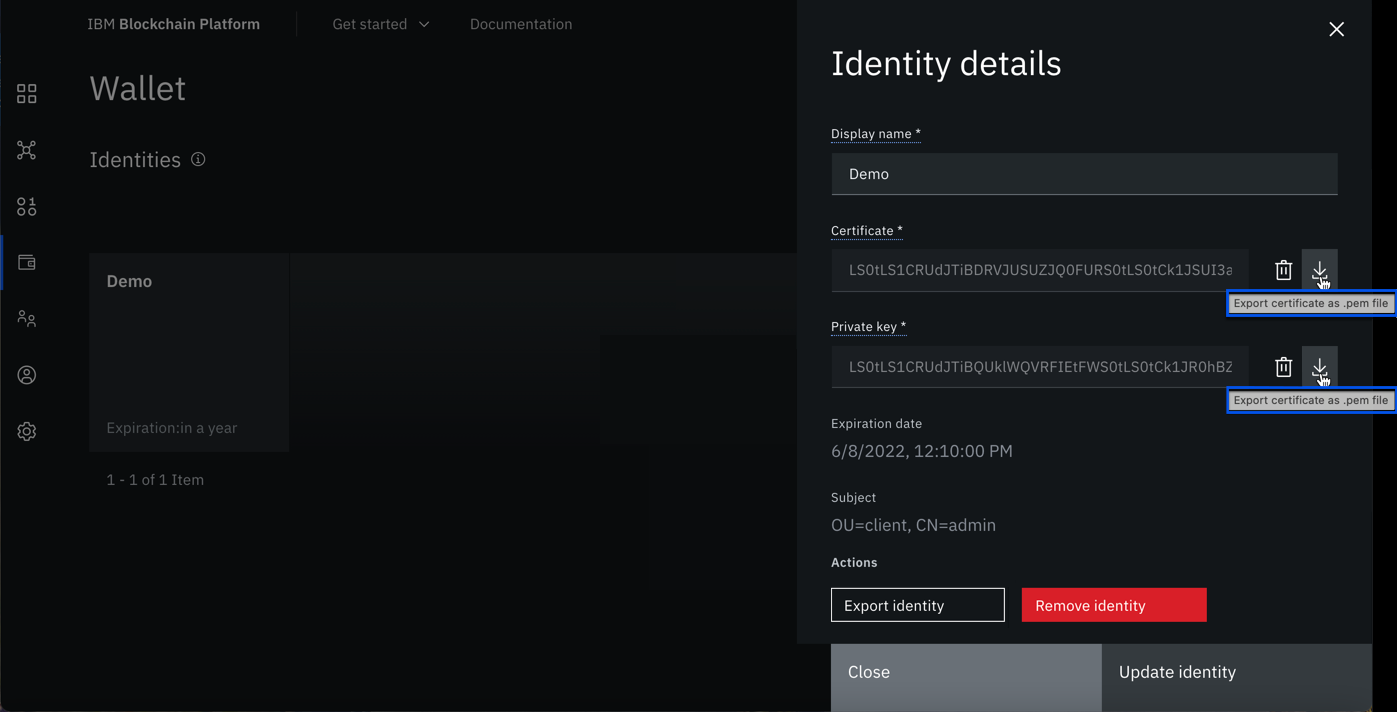 IBM Blockchain Platform
Get started
Documentation
Wallet
Identities
Demo
Expiration:in a year
1 - 1 of 1 Item
Identity details
Display name *
Demo
Certificate *
LS0tLS1CRUdJTiBDRVJUSUZJQ0FURS0tLS0tCk1JSUI3a
Export certificate as .pem file
Private key *
LS0tLS1CRUdJTiBQUklWQVRFIEtFWS0tLS0tCk1JR0hBZ
Export certificate as .pem file
Expiration date
6/8/2022, 12:10:00 PM
Subject
OU=client, CN=admin
Actions
Export identity
Remove identity
Close
Update identity